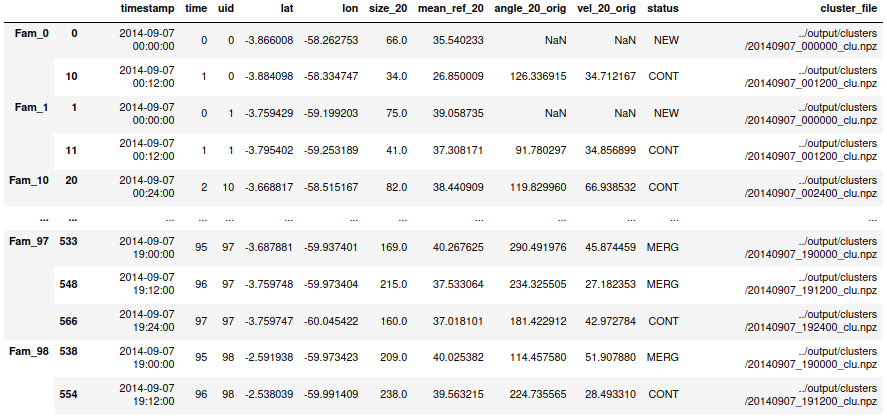 timestamp time uid lat lon size_20 mean_ref_20 angle_20_orig vel_20_orig status cluster_file
Fam_0 0 2014-09-07 00:00:00 0 0 -3.866008 -58.262753 66.0 35.540233 NaN NaN NEW ../output/clusters/20140907_000000_clu.npz
10 2014-09-07 00:12:00 1 0 -3.884098 -58.334747 34.0 26.850009 126.336915 34.712167 CONT ../output/clusters/20140907_001200_clu.npz
Fam_1 1 2014-09-07 00:00:00 0 1 -3.759429 -59.199203 75.0 39.058735 NaN NaN NEW ../output/clusters/20140907_000000_clu.npz
11 2014-09-07 00:12:00 1 1 -3.795402 -59.253189 41.0 37.308171 91.780297 34.856899 CONT ../output/clusters/20140907_001200_clu.npz
Fam_10 20 2014-09-07 00:24:00 2 10 -3.668817 -58.515167 82.0 38.440909 119.829960 66.938532 CONT ../output/clusters/20140907_002400_clu.npz
... ... ... ... ... ... ... ... ... ... ... ... ...
Fam_97 533 2014-09-07 19:00:00 95 97 -3.687881 -59.937401 169.0 40.267625 290.491976 45.874459 MERG ../output/clusters/20140907_190000_clu.npz
548 2014-09-07 19:12:00 96 97 -3.759748 -59.973404 215.0 37.533064 234.325505 27.182353 MERG ../output/clusters/20140907_191200_clu.npz
566 2014-09-07 19:24:00 97 97 -3.759747 -60.045422 160.0 37.018101 181.422912 42.972784 CONT ../output/clusters/20140907_192400_clu.npz
Fam_98 538 2014-09-07 19:00:00 95 98 -2.591938 -59.973423 209.0 40.025382 114.457580 51.907880 MERG ../output/clusters/20140907_190000_clu.npz
554 2014-09-07 19:12:00 96 98 -2.538039 -59.991409 238.0 39.563215 224.735565 28.493310 CONT ../output/clusters/20140907_191200_clu.npz